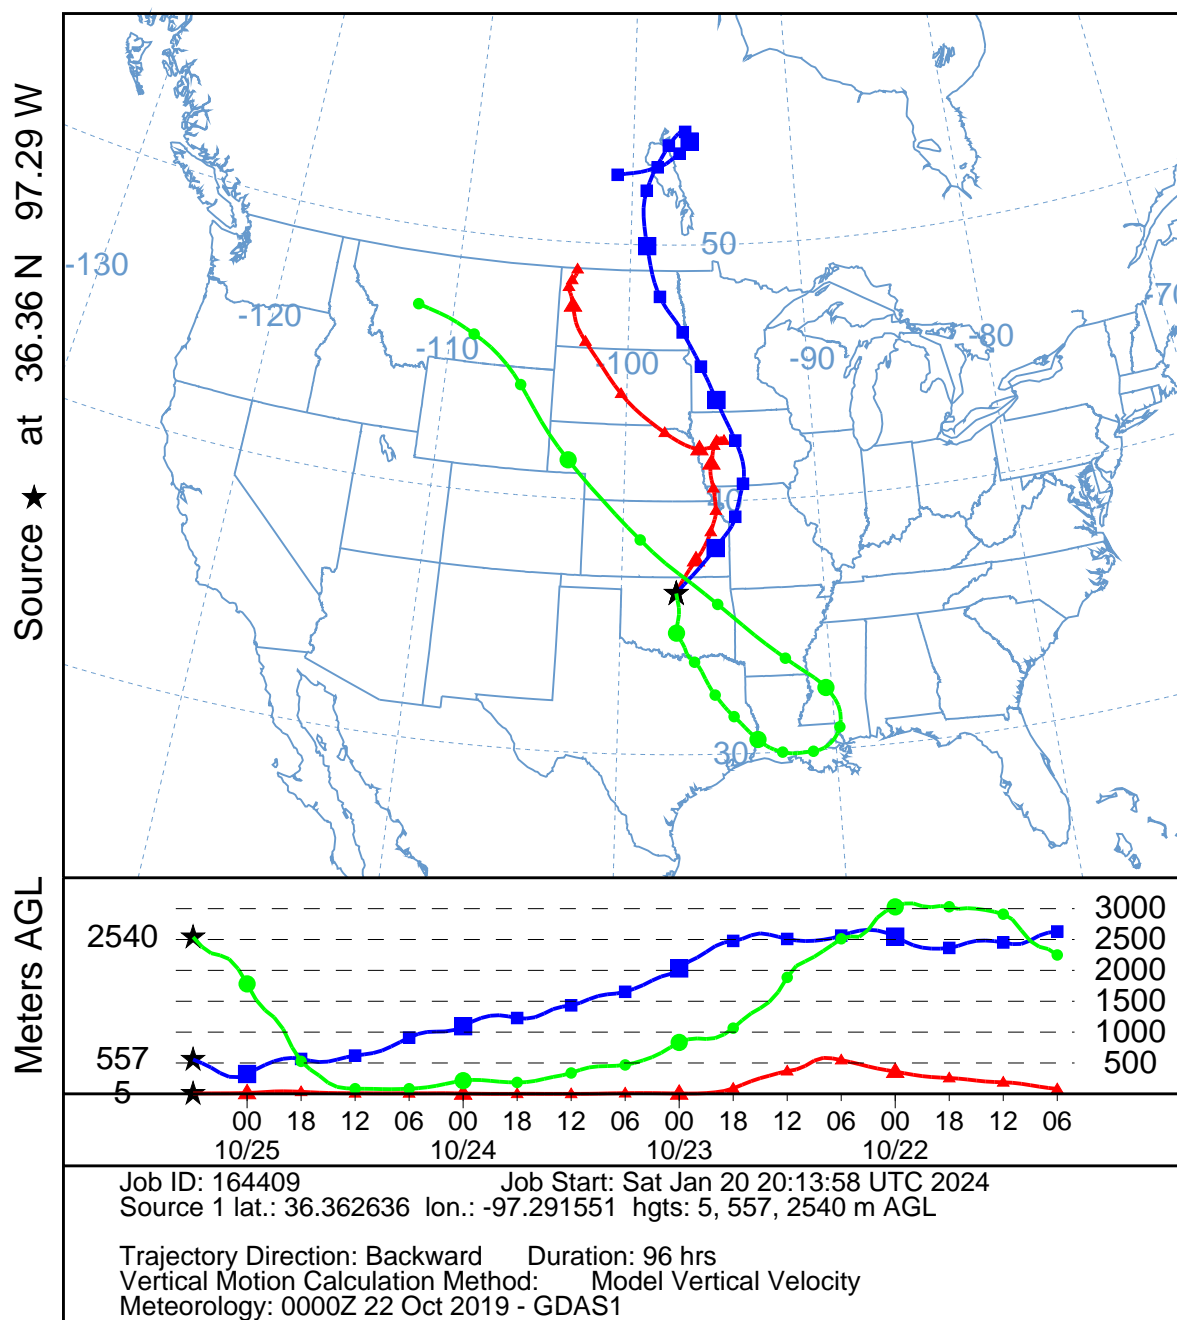 Source ★ at 36.36 N 97.29 W
-130
-120
-110
-100
-90
-80
-70
50
40
30
Meters AGL
2540
557
5
3000
2500
2000
1500
1000
500
00 18 12 06 00 18 12 06 00 18 12 06 00 18 12 06
10/25 10/24 10/23 10/22
Job ID: 164409 Job Start: Sat Jan 20 20:13:58 UTC 2024
Source 1 lat.: 36.362636 lon.: -97.291551 hgts: 5, 557, 2540 m AGL
Trajectory Direction: Backward Duration: 96 hrs
Vertical Motion Calculation Method: Model Vertical Velocity
Meteorology: 0000Z 22 Oct 2019 - GDAS1